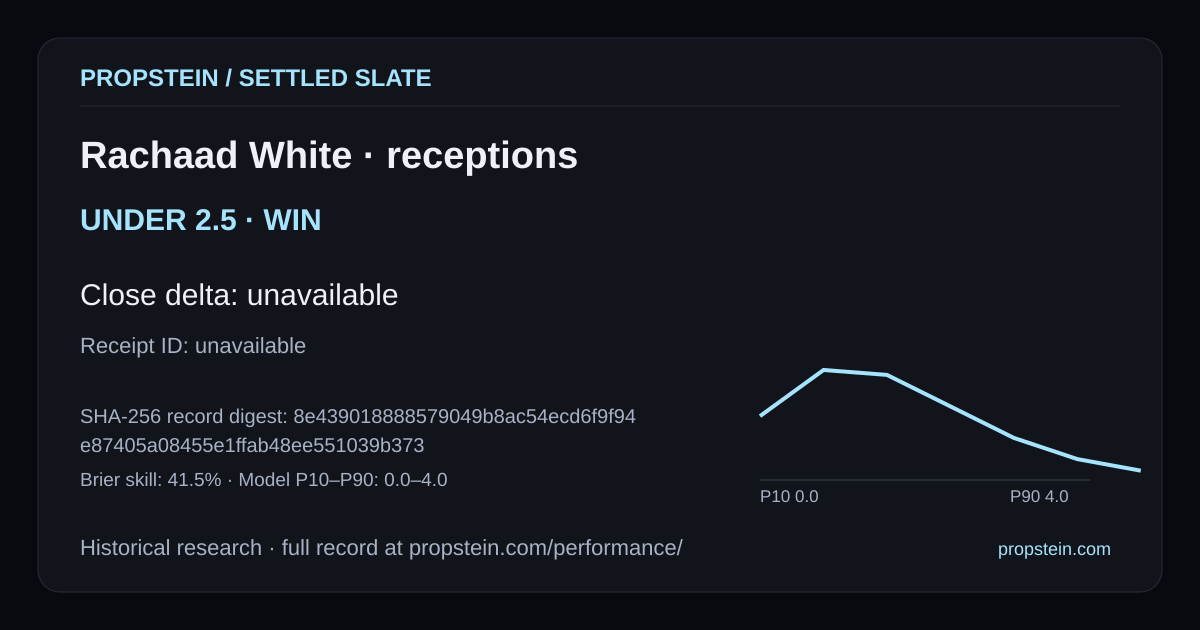 PROPSTEIN / SETTLED SLATE
Rachaad White · receptions
UNDER 2.5 · WIN
Close delta: unavailable
Receipt ID: unavailable
SHA-256 record digest: 8e439018888579049b8ac54ecd6f9f94
e87405a08455e1ffab48ee551039b373
Brier skill: 41.5% · Model P10–P90: 0.0–4.0
P10 0.0
P90 4.0
Historical research · full record at propstein.com/performance/
propstein.com